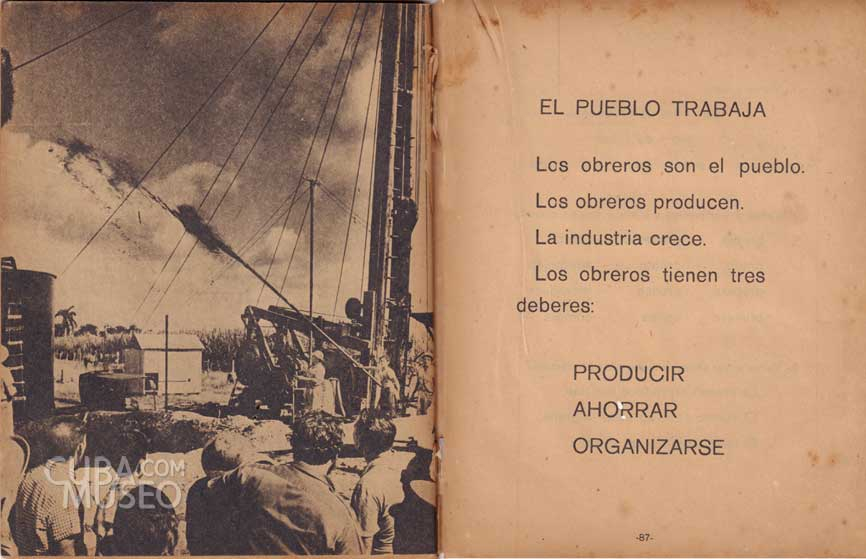 CUBA.COM
MUSEO
EL PUEBLO TRABAJA
Los obreros son el pueblo.
Los obreros producen.
La industria crece.
Los obreros tienen tres
deberes:
PRODUCIR
AHORRAR
ORGANIZARSE
-87-